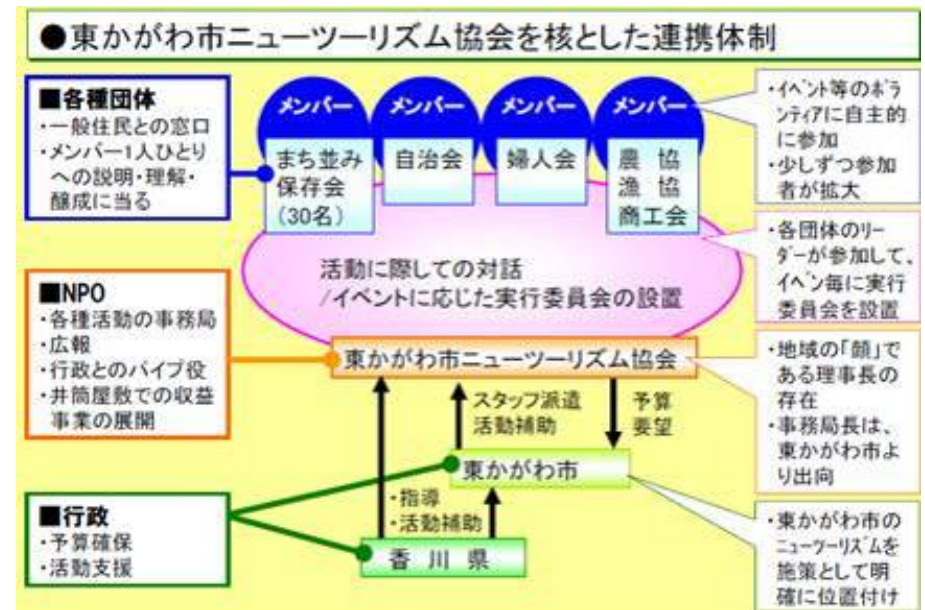 ●東かがわ市ニューツーリズム協会を核とした連携体制
■各種団体
・一般住民との窓口
・メンバー1人ひとり
への説明・理解・
醸成に当る
メンバー
メンバー
メンバー
メンバー
まち並み
保存会
(30名)
自治会
婦人会
農 協
漁 協
商工会
・イベント等のボラ
ンティアに自主的
に参加
・少しずつ参加
者が拡大
活動に際しての対話
/イベントに応じた実行委員会の設置
・各団体のリー
ダーが参加して、
イベン毎に実行
委員会を設置
■NPO
・各種活動の事務局
・広報
・行政とのパイプ役
・井筒屋敷での収益
事業の展開
東かがわ市ニューツーリズム協会
・地域の「顔」で
ある理事長の
存在
・事務局長は、
東かがわ市よ
り出向
スタッフ派遣
活動補助
予算
要望
東かがわ市
■行政
・予算確保
・活動支援
・指導
・活動補助
香 川 県
・東かがわ市の
ニューツーリズムを
施策として明
確に位置付け